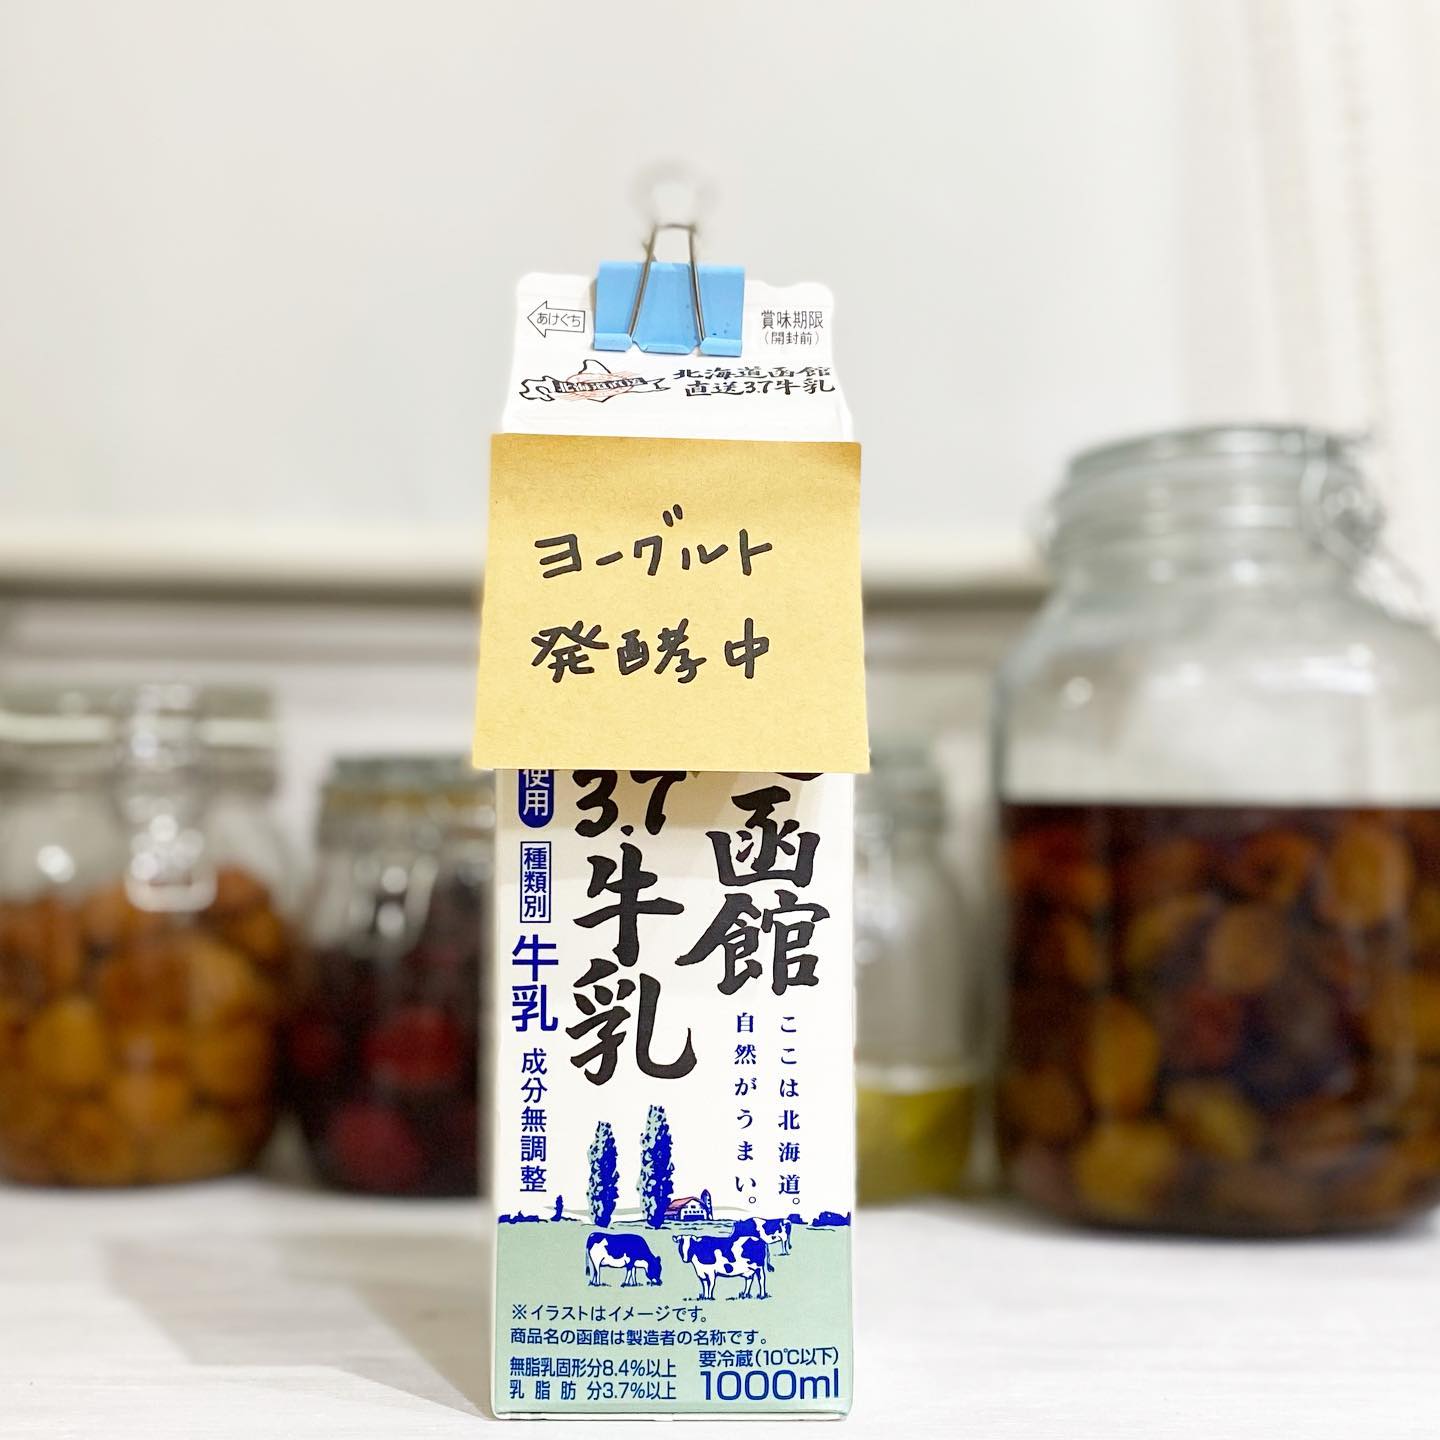 あけぐち
賞味期限
（開封前）
北海道函館
直送3.7牛乳
ヨーグルト
発酵中
使用
3.7牛乳
函館
種類別
牛乳
成分無調整
ここは北海道。
自然がうまい。
※イラストはイメージです。
商品名の函館は製造者の名称です。
無脂乳固形分8.4%以上
乳脂肪分3.7%以上
要冷蔵（10℃以下）
1000ml